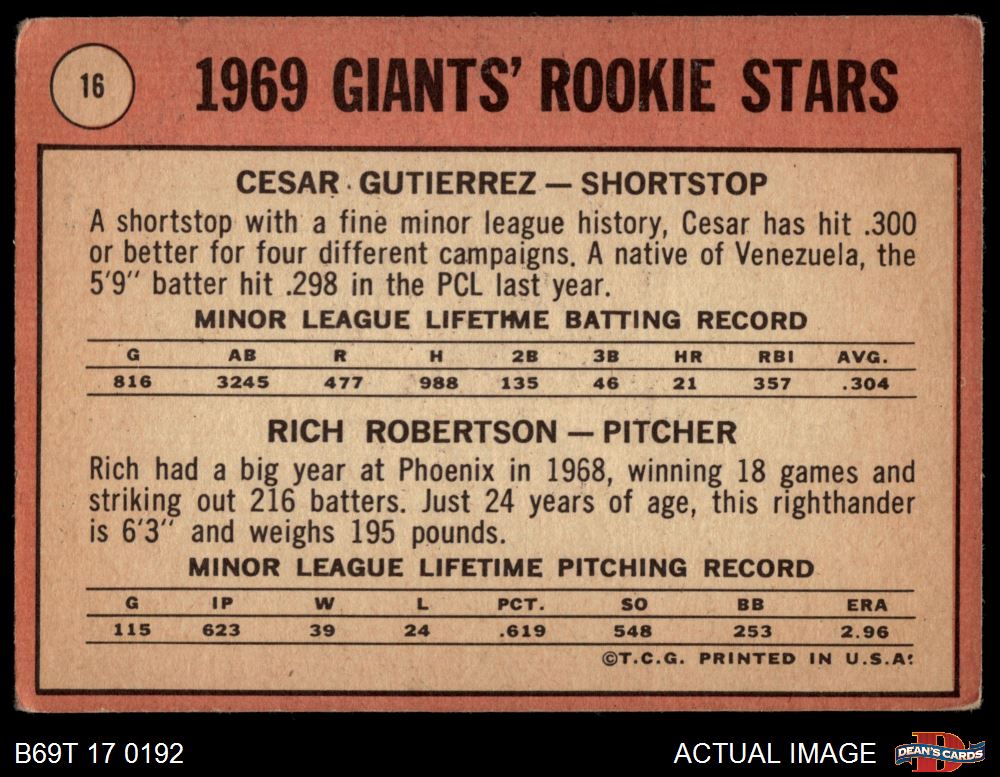 16
1969 GIANTS' ROOKIE STARS
CESAR GUTIERREZ — SHORTSTOP
A shortstop with a fine minor league history, Cesar has hit .300
or better for four different campaigns. A native of Venezuela, the
5'9" batter hit .298 in the PCL last year.
MINOR LEAGUE LIFETIME BATTING RECORD
G AB R H 2B 3B HR RBI AVG.
816 3245 477 988 135 46 21 357 .304
RICH ROBERTSON — PITCHER
Rich had a big year at Phoenix in 1968, winning 18 games and
striking out 216 batters. Just 24 years of age, this righthander
is 6'3" and weighs 195 pounds.
MINOR LEAGUE LIFETIME PITCHING RECORD
G IP W L PCT. SO BB ERA
115 623 39 24 .619 548 253 2.96
©T.C.G. PRINTED IN U.S.A.
B69T 17 0192
ACTUAL IMAGE
D
DEAN'S CARDS